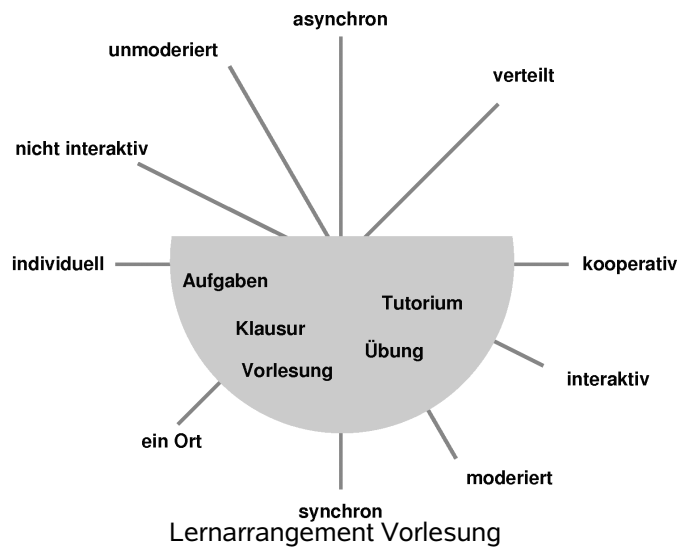 asynchron
unmoderiert
verteilt
nicht interaktiv
individuell
kooperativ
Aufgaben
Tutorium
Klausur
Übung
Vorlesung
interaktiv
ein Ort
moderiert
synchron
Lernarrangement Vorlesung